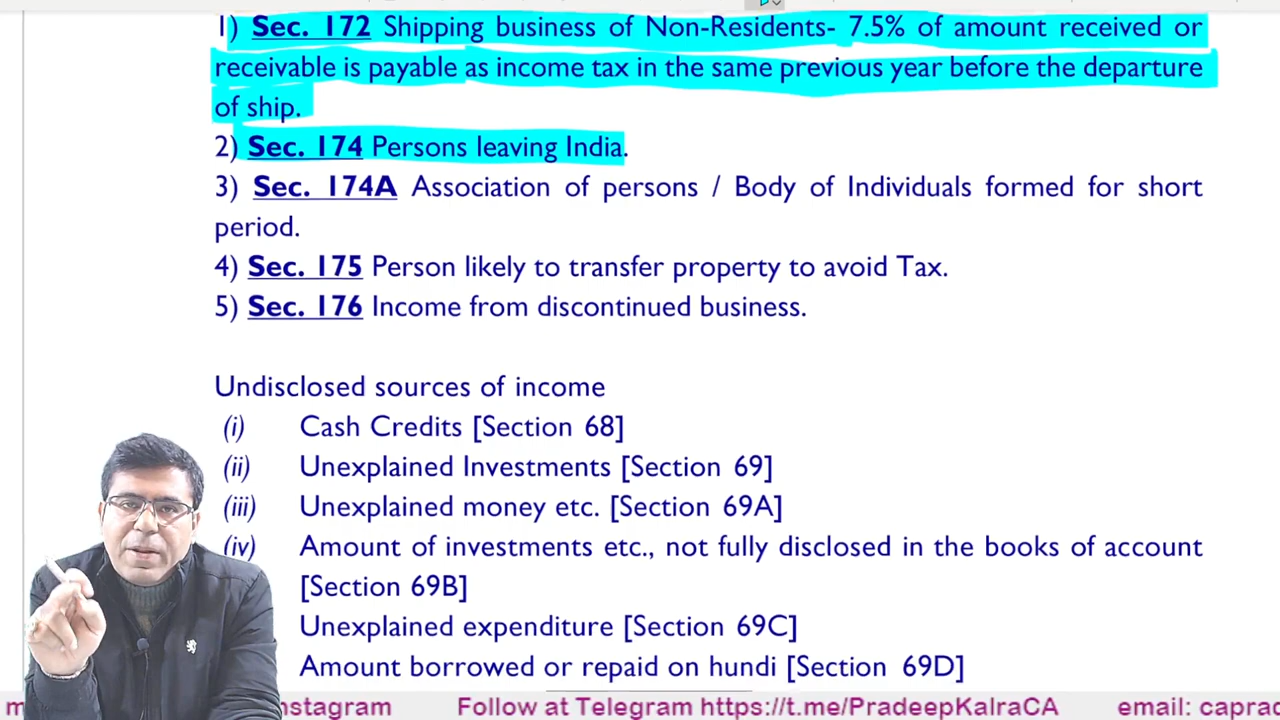 1) Sec. 172 Shipping business of Non-Residents- 7.5% of amount received or
receivable is payable as income tax in the same previous year before the departure
of ship.
2) Sec. 174 Persons leaving India.
3) Sec. 174A Association of persons / Body of Individuals formed for short
period.
4) Sec. 175 Person likely to transfer property to avoid Tax.
5) Sec. 176 Income from discontinued business.
Undisclosed sources of income
(i) Cash Credits [Section 68]
(ii) Unexplained Investments [Section 69]
(iii) Unexplained money etc. [Section 69A]
(iv) Amount of investments etc., not fully disclosed in the books of account
[Section 69B]
Unexplained expenditure [Section 69C]
Amount borrowed or repaid on hundi [Section 69D]
m nstagram Follow at Telegram https://t.me/PradeepKalraCA email: caprad